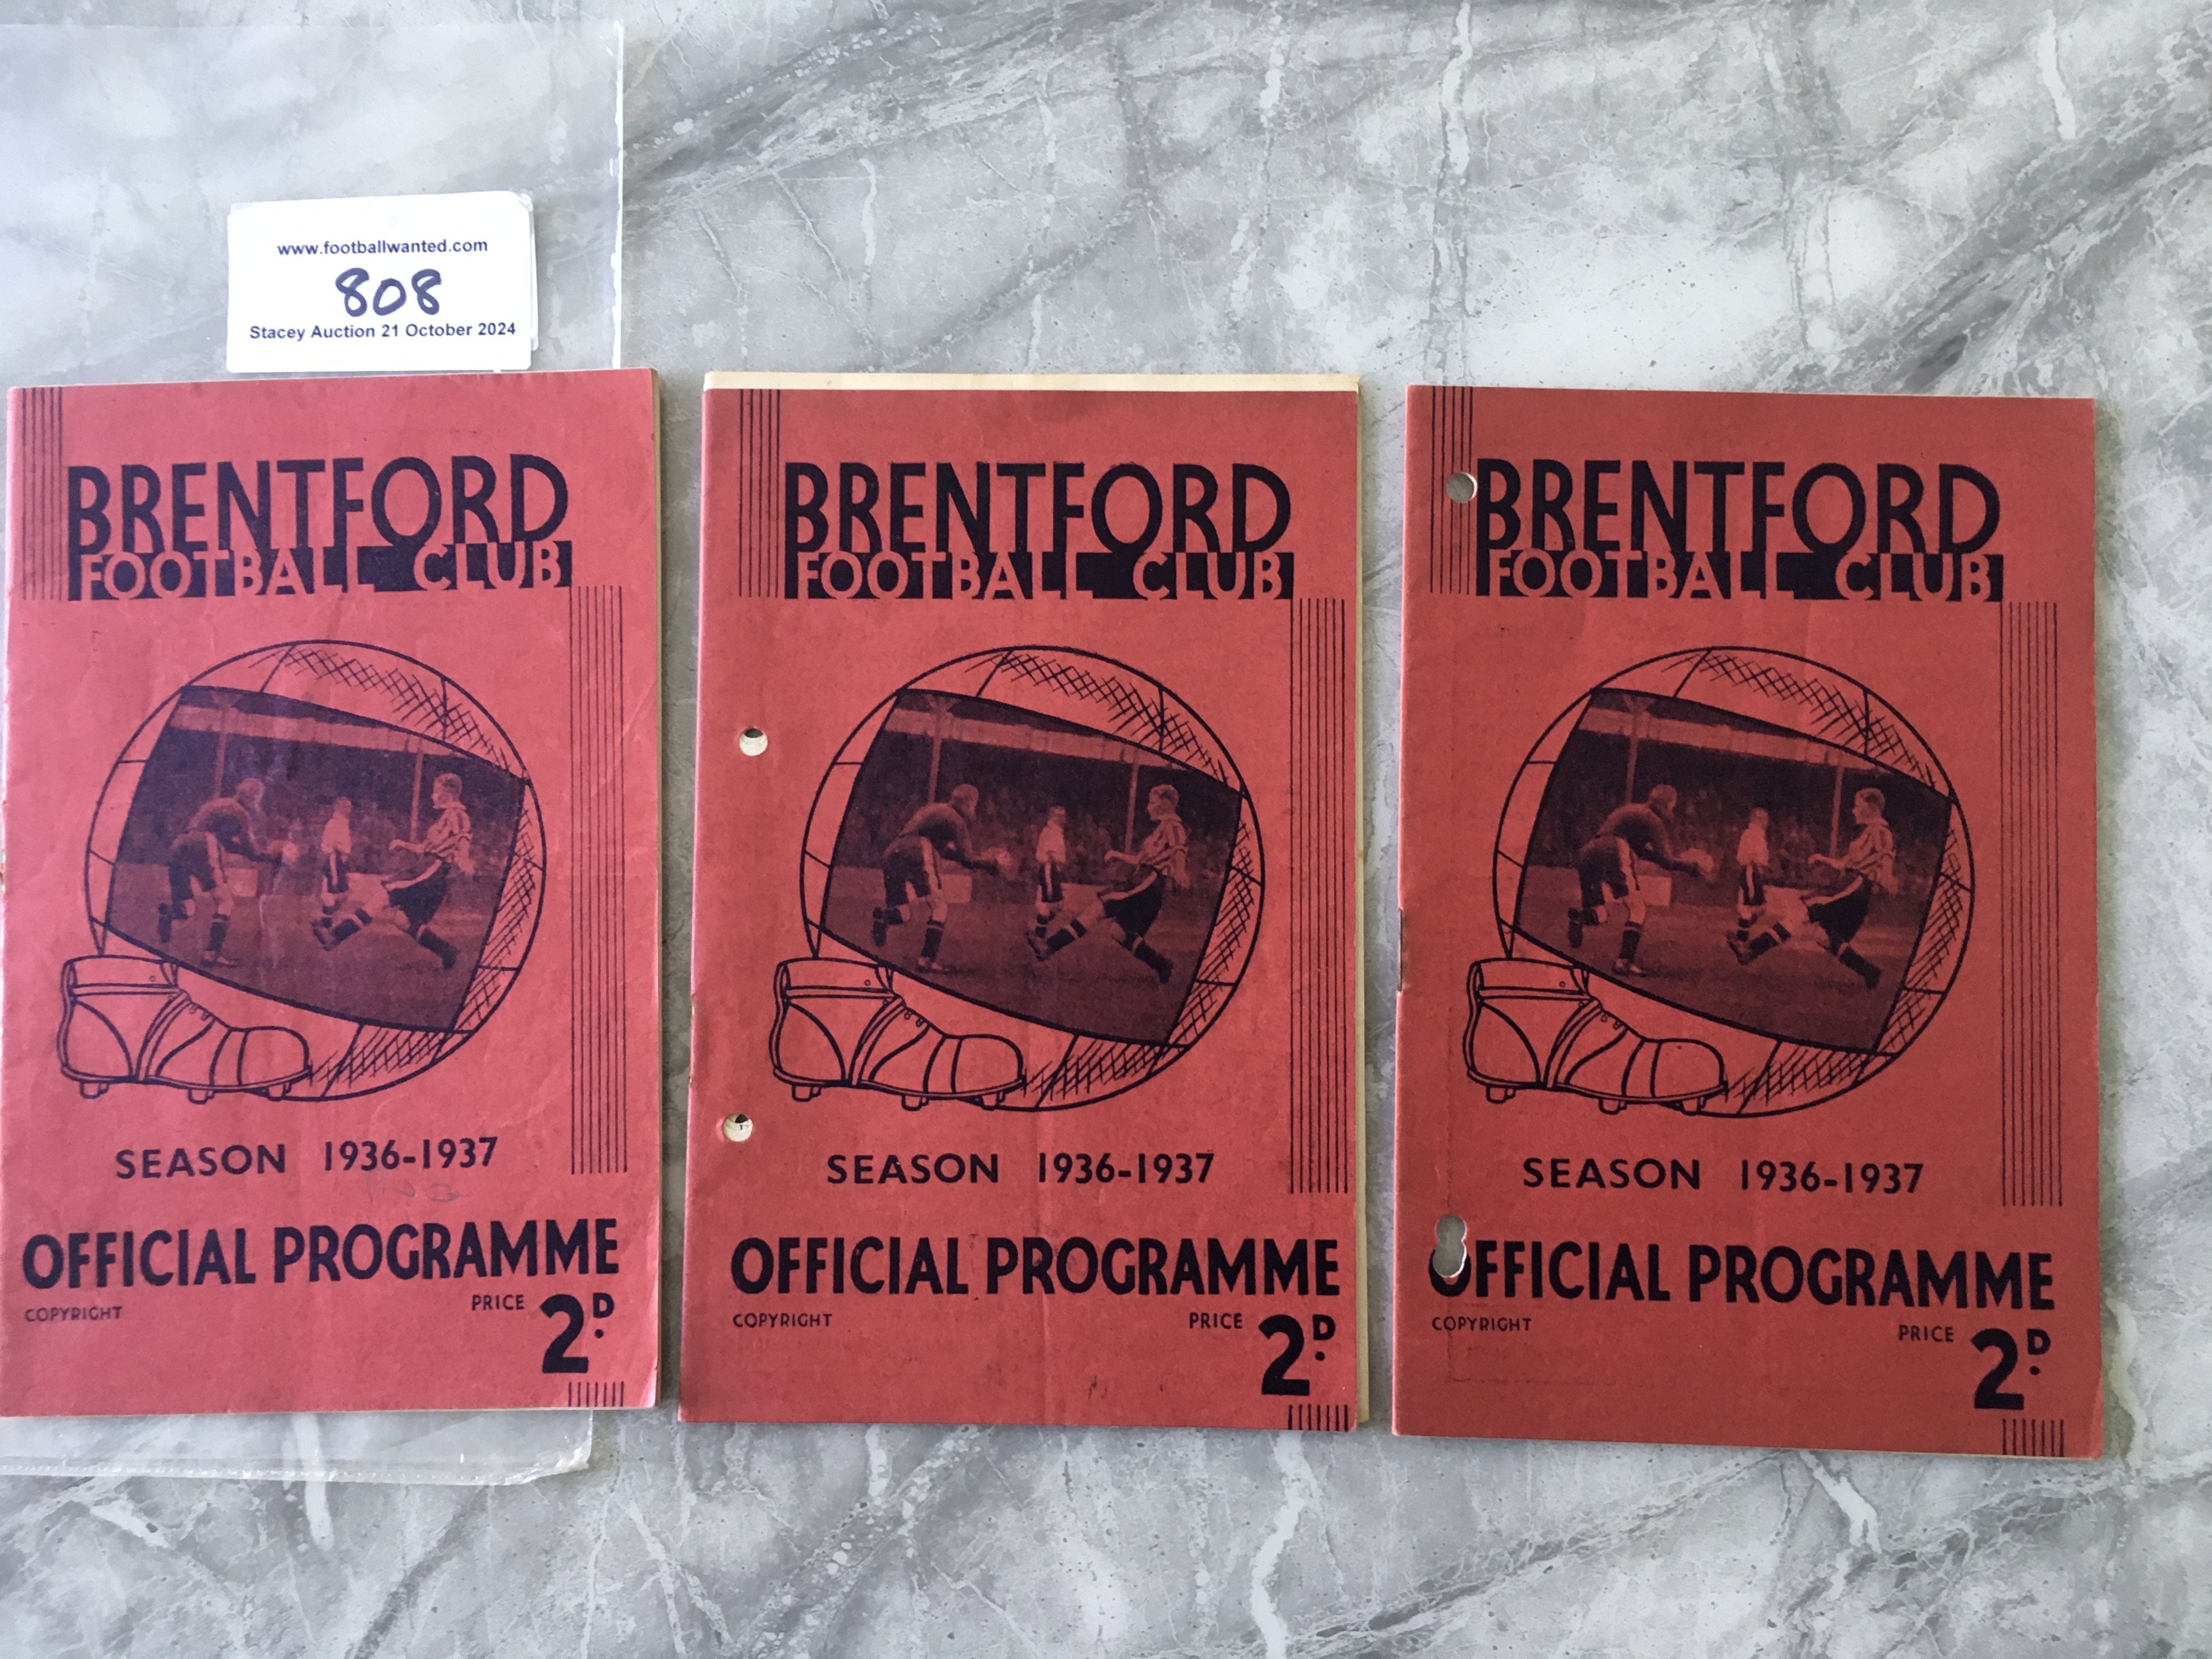 www.footballwanted.com
808
Stacey Auction 21 October 2024
BRENTFORD
FOOTBALL CLUB
SEASON 1936-1937
OFFICIAL PROGRAMME
COPYRIGHT PRICE 2D.
BRENTFORD
FOOTBALL CLUB
SEASON 1936-1937
OFFICIAL PROGRAMME
COPYRIGHT PRICE 2D.
BRENTFORD
FOOTBALL CLUB
SEASON 1936-1937
OFFICIAL PROGRAMME
COPYRIGHT PRICE 2D.